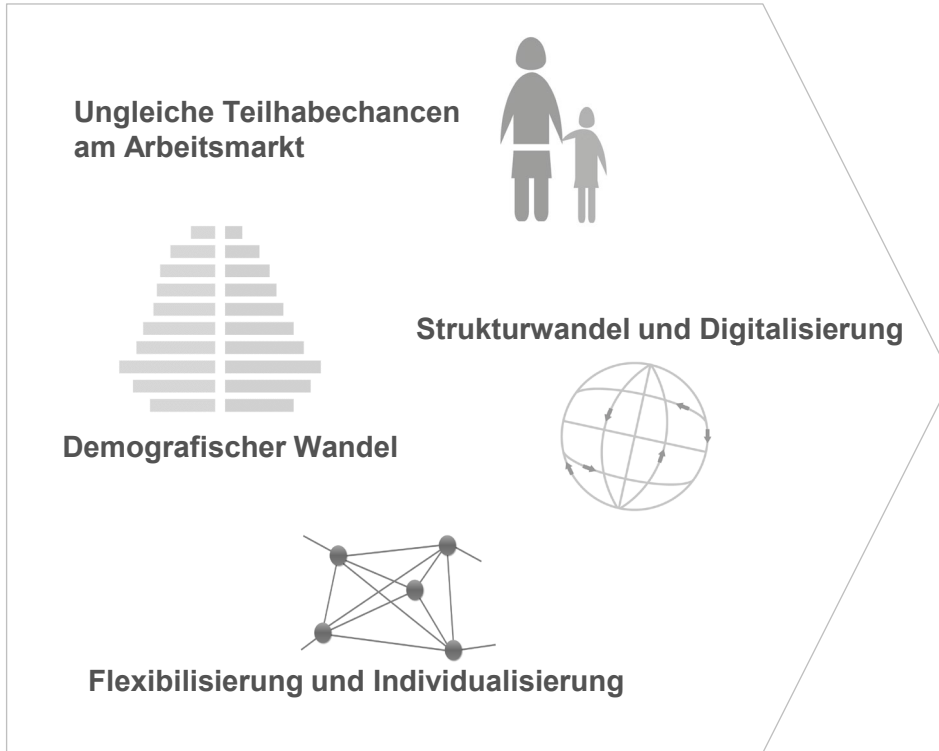 Ungleiche Teilhabechancen
am Arbeitsmarkt
Strukturwandel und Digitalisierung
Demografischer Wandel
Flexibilisierung und Individualisierung